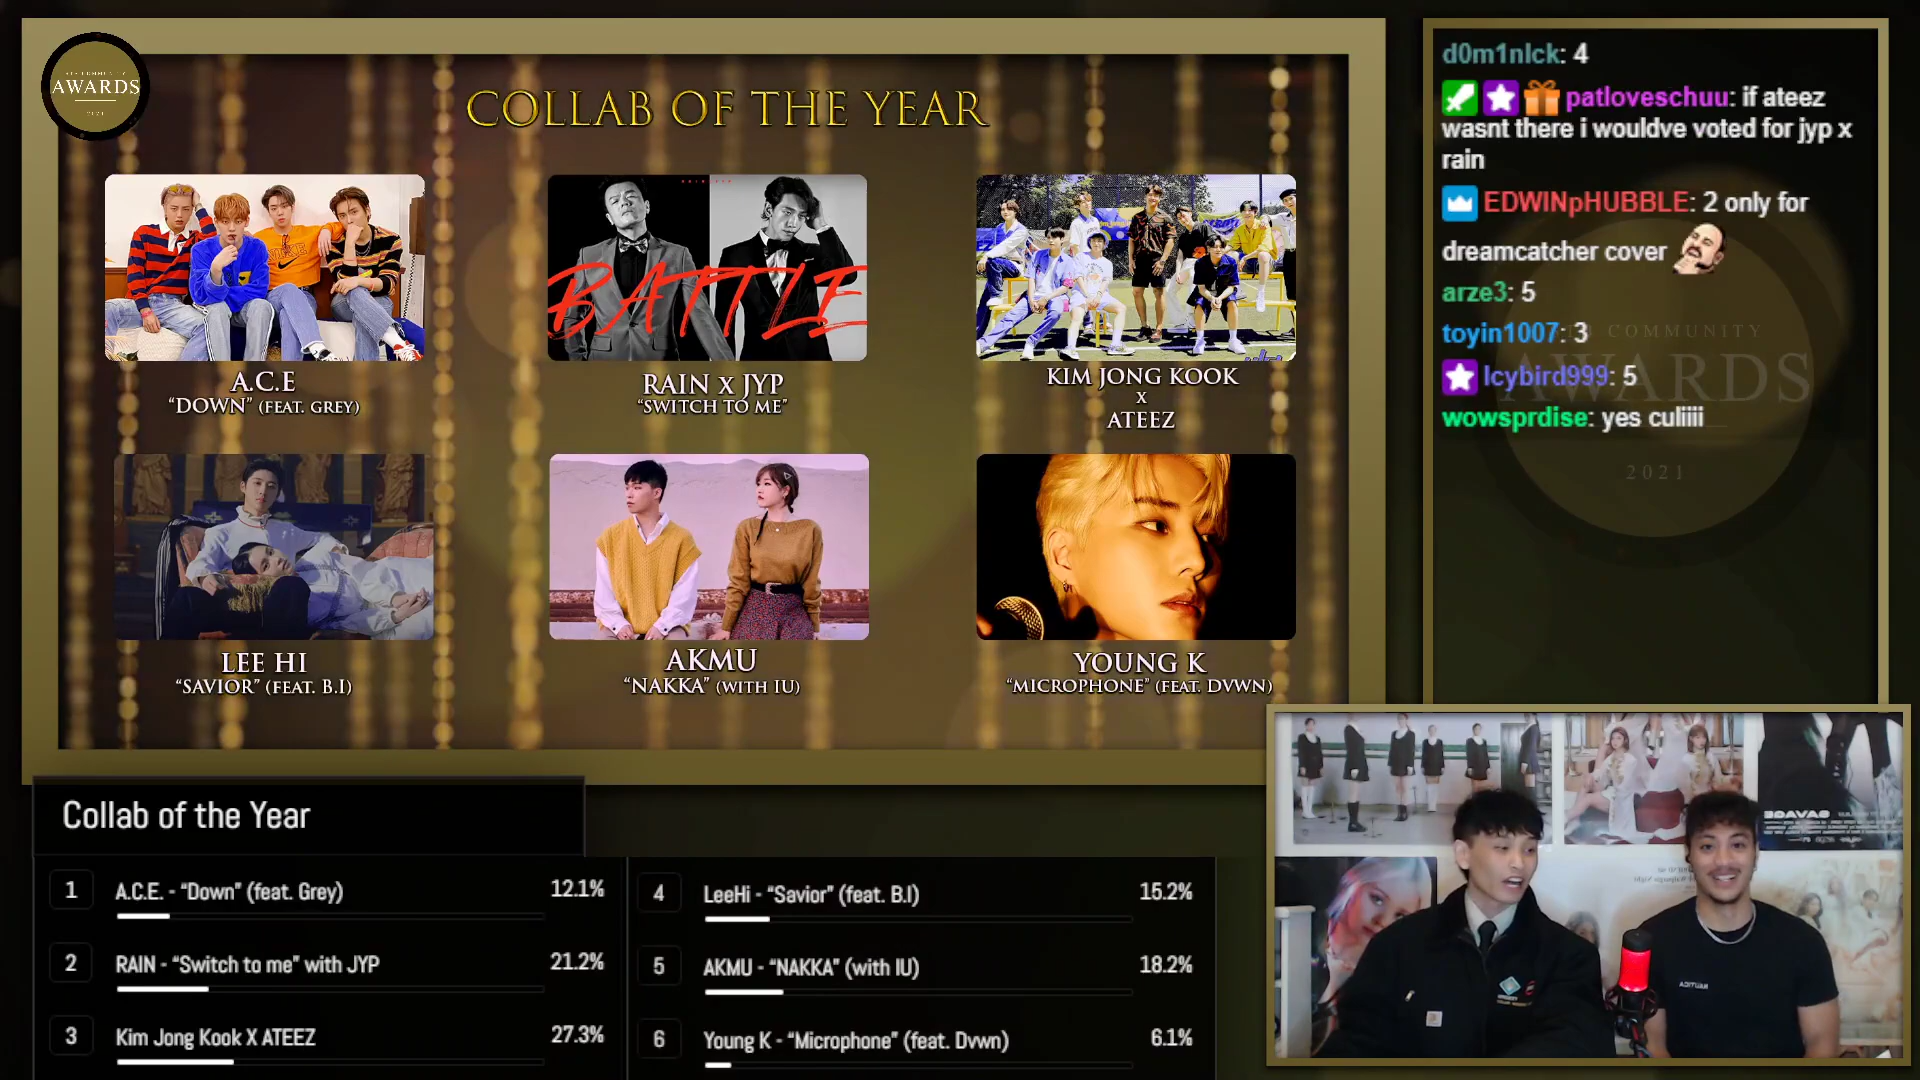 AWARDS
2021
COLLAB OF THE YEAR
BATTLE
A.C.E
“DOWN” (FEAT. GREY)
RAIN x JYP
“SWITCH TO ME”
KIM JONG KOOK
X
ATEEZ
LEE HI
“SAVIOR” (FEAT. B.I)
AKMU
“NAKKA” (WITH IU)
YOUNG K
“MICROPHONE” (FEAT. DVWN)
d0m1nIck: 4
patloveschuu: if ateez
wasnt there i wouldve voted for jyp x
rain
EDWINpHUBBLE: 2 only for
dreamcatcher cover
arze3: 5
toyin1007: 3
Icybird999: 5
wowsprdise: yes culiiii
COMMUNITY
AWARDS
2021
Collab of the Year
1 A.C.E. - “Down” (feat. Grey) 12.1%
2 RAIN - “Switch to me” with JYP 21.2%
3 Kim Jong Kook X ATEEZ 27.3%
4 LeeHi - “Savior” (feat. B.I) 15.2%
5 AKMU - “NAKKA” (with IU) 18.2%
6 Young K - “Microphone” (feat. Dvwn) 6.1%
SAVAGE
NAUTICA